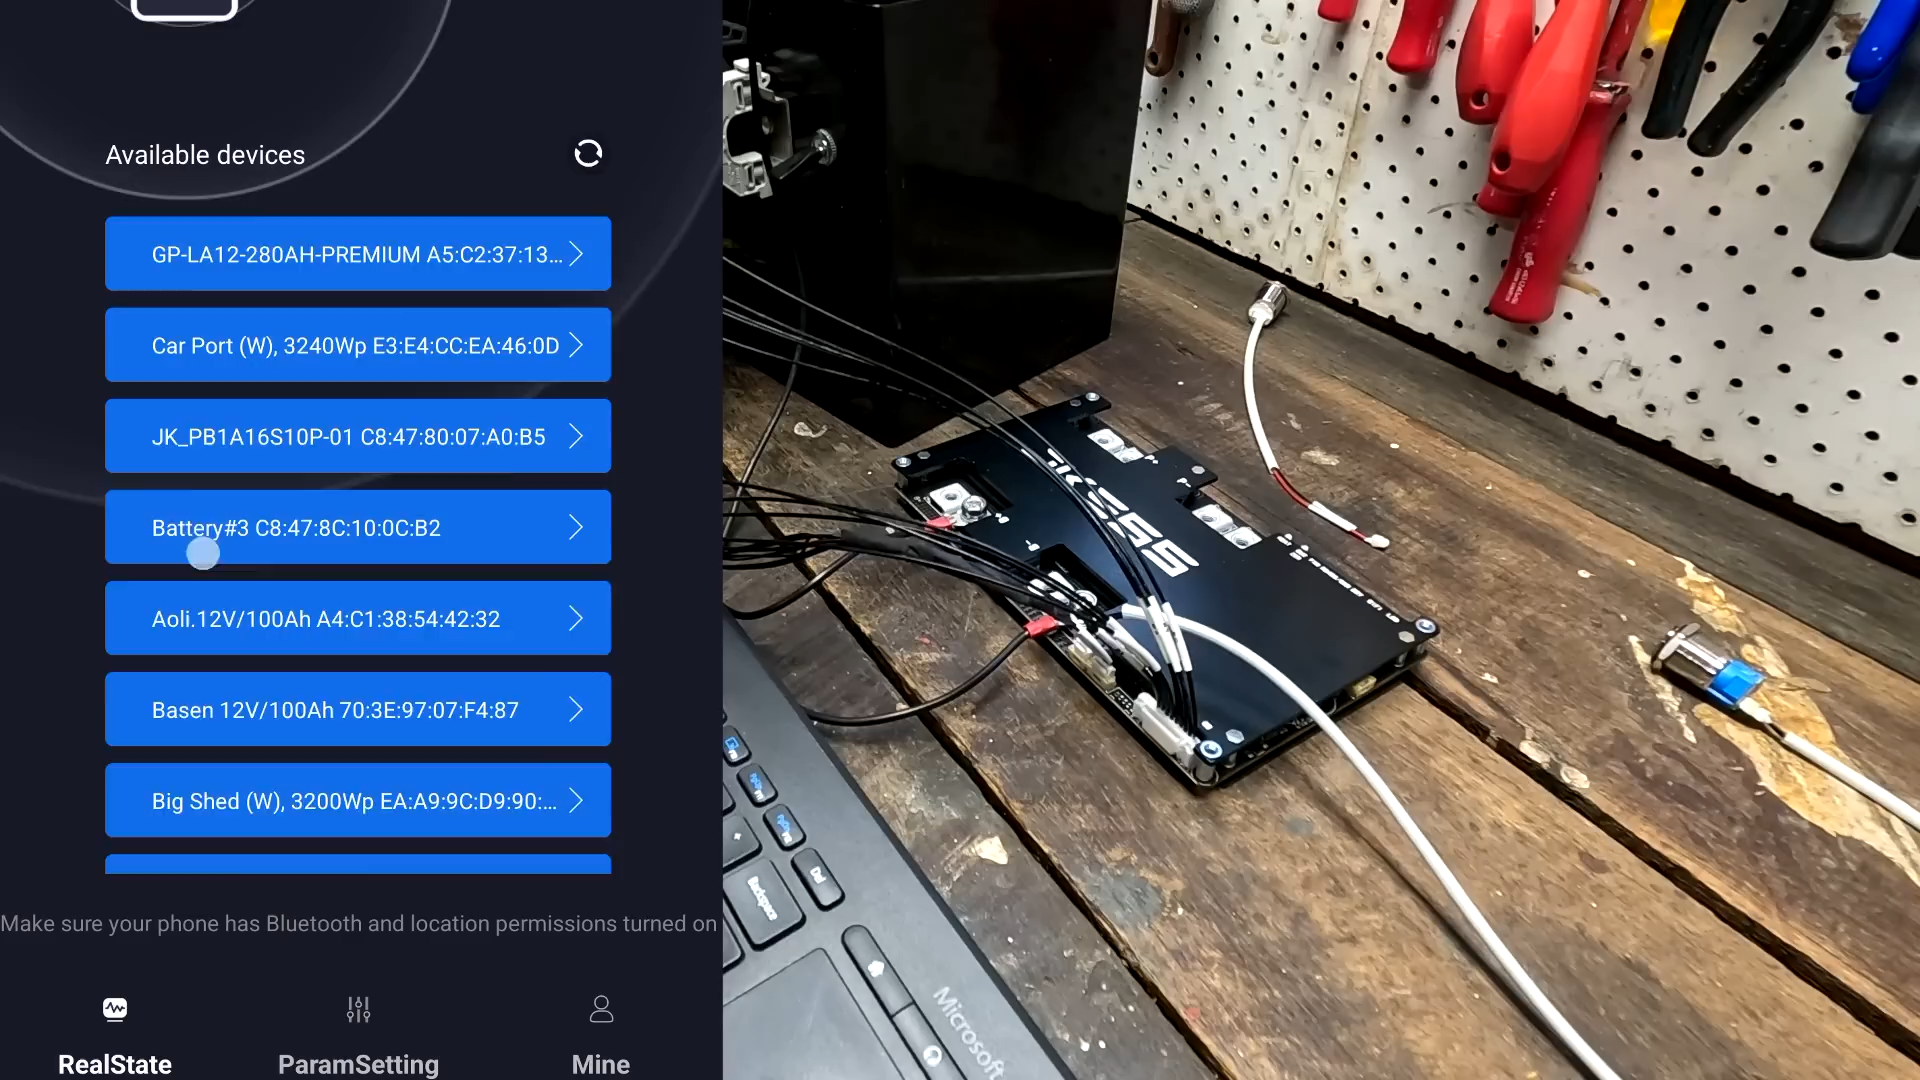 Available devices
GP-LA12-280AH-PREMIUM A5:C2:37:13...
Car Port (W), 3240Wp E3:E4:CC:EA:46:0D
JK_PB1A16S10P-01 C8:47:80:07:A0:B5
Battery#3 C8:47:8C:10:0C:B2
Aoli.12V/100Ah A4:C1:38:54:42:32
Basen 12V/100Ah 70:3E:97:07:F4:87
Big Shed (W), 3200Wp EA:A9:9C:D9:90:...
Make sure your phone has Bluetooth and location permissions turned on
RealState
ParamSetting
Mine
Backspace
Del
Microsoft